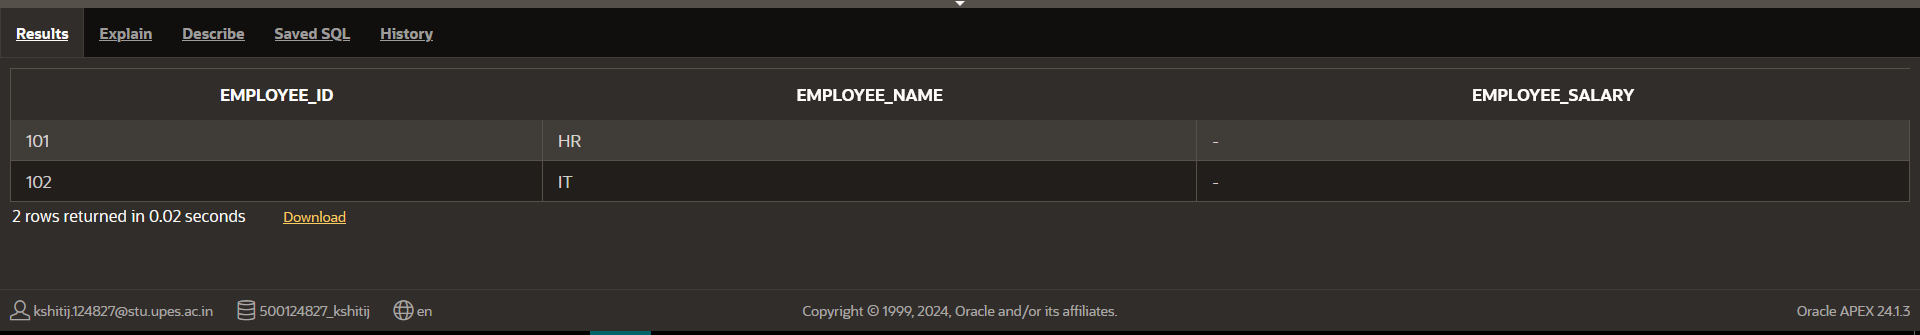 Results Explain Describe Saved SQL History
EMPLOYEE_ID EMPLOYEE_NAME EMPLOYEE_SALARY
101 HR -
102 IT -
2 rows returned in 0.02 seconds Download
kshitij.124827@stu.upes.ac.in 500124827_kshitij en Copyright © 1999, 2024, Oracle and/or its affiliates. Oracle APEX 24.1.3